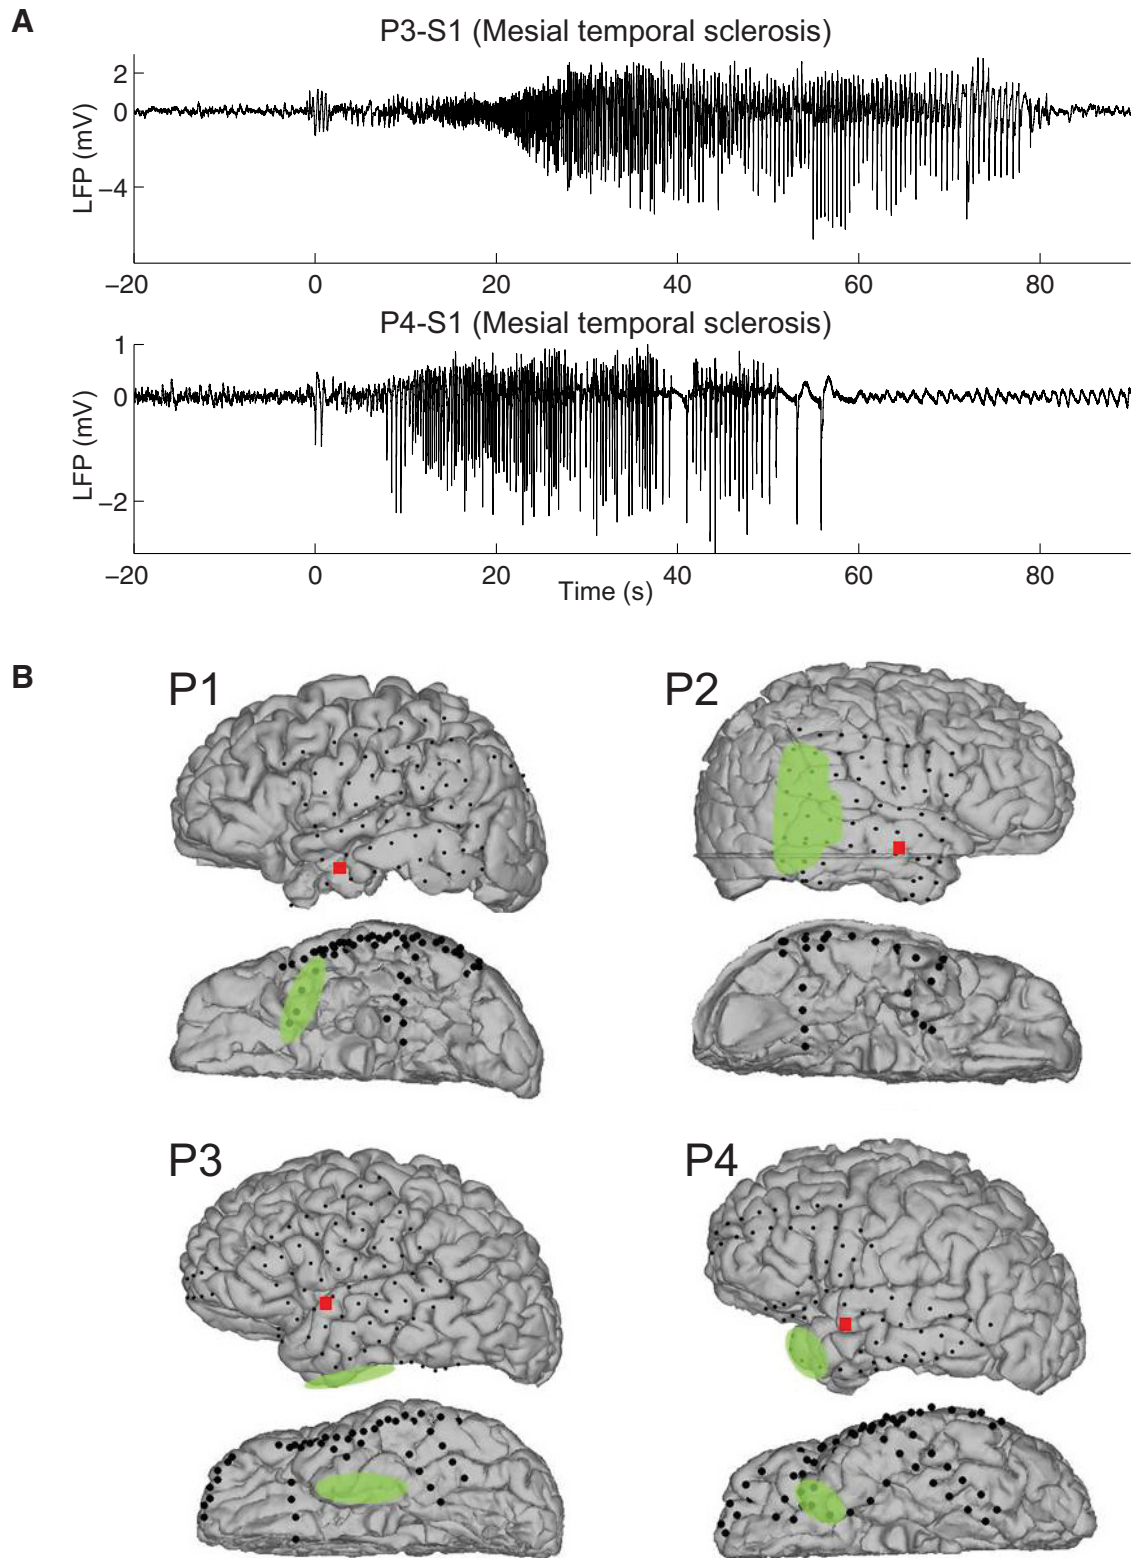 A
P3-S1 (Mesial temporal sclerosis)
2
0
−4
LFP (mV)
−20 0 20 40 60 80
P4-S1 (Mesial temporal sclerosis)
1
0
−2
LFP (mV)
−20 0 20 40 60 80
Time (s)
B
P1 P2
P3 P4